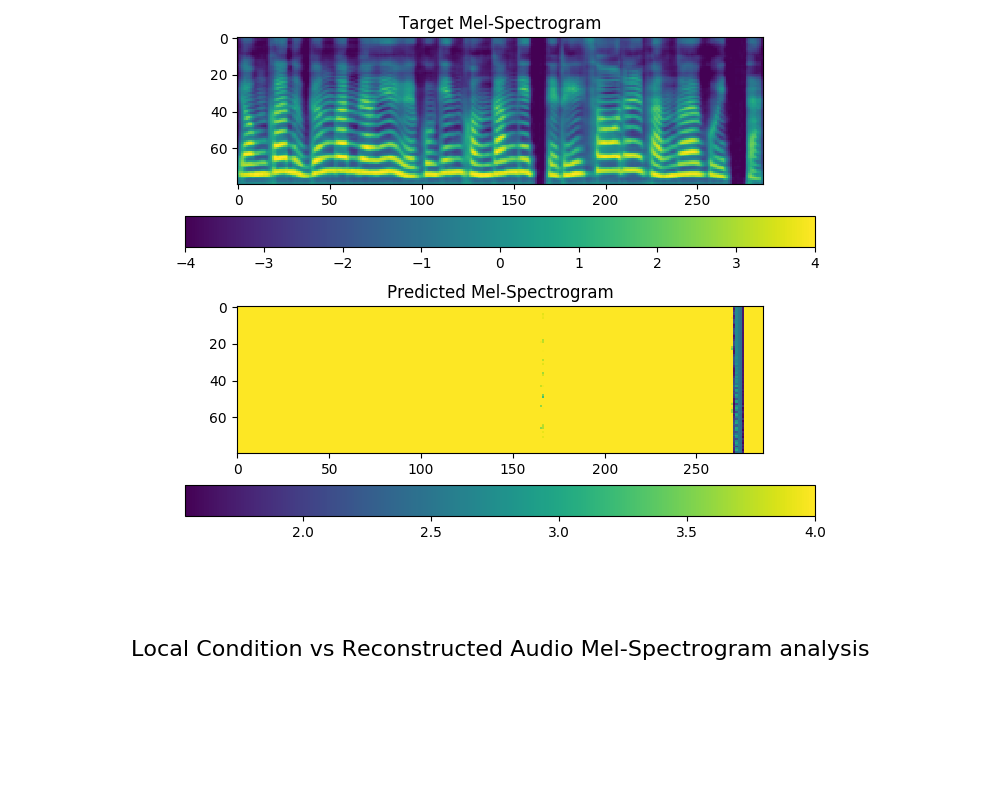 Target Mel-Spectrogram
0
20
40
60
0 50 100 150 200 250
−4 −3 −2 −1 0 1 2 3 4
Predicted Mel-Spectrogram
0
20
40
60
0 50 100 150 200 250
2.0 2.5 3.0 3.5 4.0
Local Condition vs Reconstructed Audio Mel-Spectrogram analysis